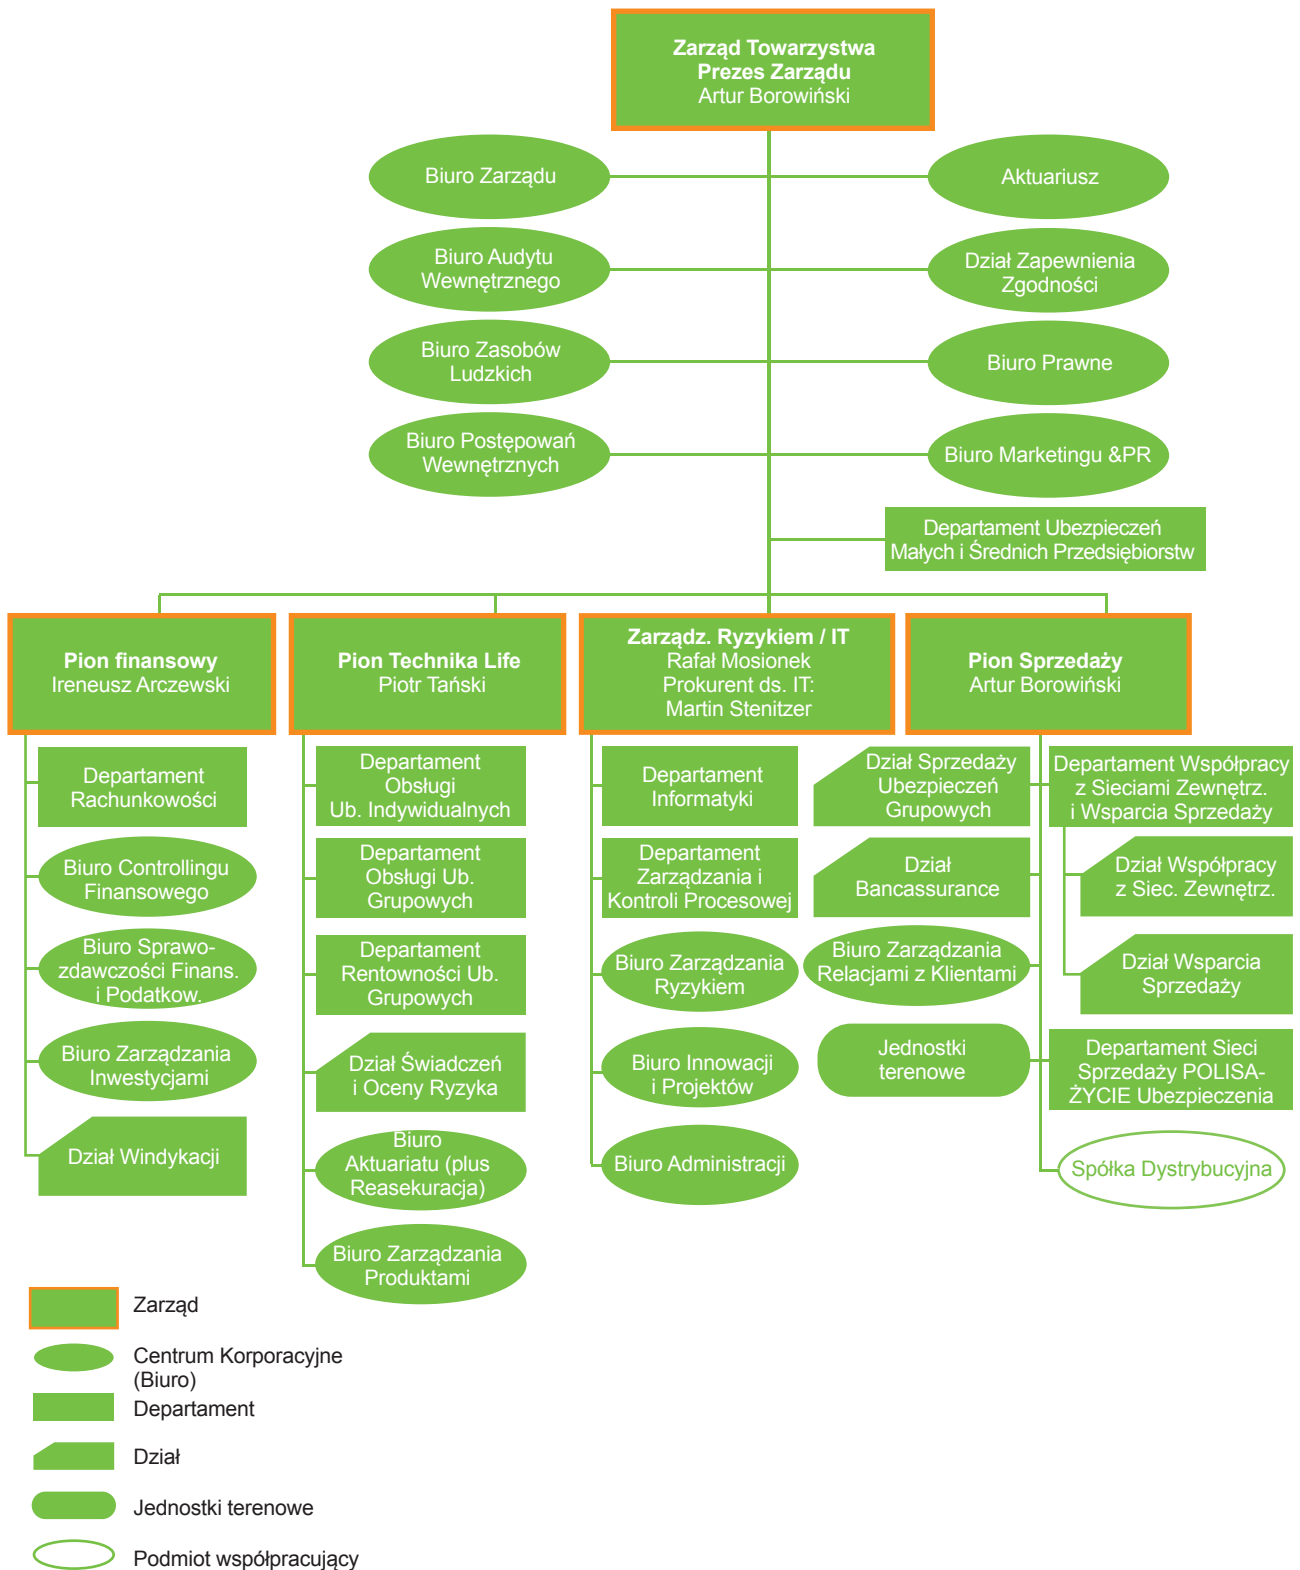 Zarząd Towarzystwa
Prezes Zarządu
Artur Borowiński
Biuro Zarządu
Aktuariusz
Biuro Audytu
Wewnętrznego
Dział Zapewnienia
Zgodności
Biuro Zasobów
Ludzkich
Biuro Prawne
Biuro Postępowań
Wewnętrznych
Biuro Marketingu &PR
Departament Ubezpieczeń
Małych i Średnich Przedsiębiorstw
Pion finansowy
Ireneusz Arczewski
Pion Technika Life
Piotr Tański
Zarządz. Ryzykiem / IT
Rafał Mosionek
Prokurent ds. IT:
Martin Stenitzer
Pion Sprzedaży
Artur Borowiński
Departament
Rachunkowości
Biuro Controllingu
Finansowego
Biuro Sprawo-
zdawczości Finans.
i Podatkow.
Biuro Zarządzania
Inwestycjami
Dział Windykacji
Departament
Obsługi
Ub. Indywidualnych
Departament
Obsługi Ub.
Grupowych
Departament
Rentowności Ub.
Grupowych
Dział Świadczeń
i Oceny Ryzyka
Biuro
Aktuariatu (plus
Reasekuracja)
Biuro Zarządzania
Produktami
Departament
Informatyki
Departament
Zarządzania i
Kontroli Procesowej
Biuro Zarządzania
Ryzykiem
Biuro Innowacji
i Projektów
Biuro Administracji
Dział Sprzedaży
Ubezpieczeń
Grupowych
Dział
Bancassurance
Biuro Zarządzania
Relacjami z Klientami
Jednostki
terenowe
Departament Współpracy
z Sieciami Zewnętrz.
i Wsparcia Sprzedaży
Dział Współpracy
z Siec. Zewnętrz.
Dział Wsparcia
Sprzedaży
Departament Sieci
Sprzedaży POLISA-
ŻYCIE Ubezpieczenia
Spółka Dystrybucyjna
Zarząd
Centrum Korporacyjne
(Biuro)
Departament
Dział
Jednostki terenowe
Podmiot współpracujący